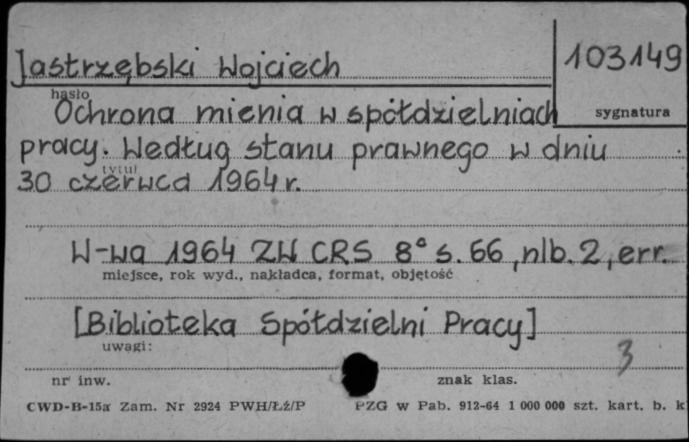 Jastrzębski Wojciech
103149
hasło
sygnatura
Ochrona mienia w spółdzielniach
pracy. Według stanu prawnego w dniu
tytuł
30 czerwca 1964 r.
W-wa 1964 ZW CRS 8° s. 66, nlb. 2, err.
miejsce, rok wyd., nakładca, format, objętość
[Biblioteka Spółdzielni Pracy]
uwagi:
3
nr inw.
znak klas.
CWD-B-15a Zam. Nr 2924 PWH/Łź/P
PZG w Pab. 912-64 1 000 000 szt. kart. b. k